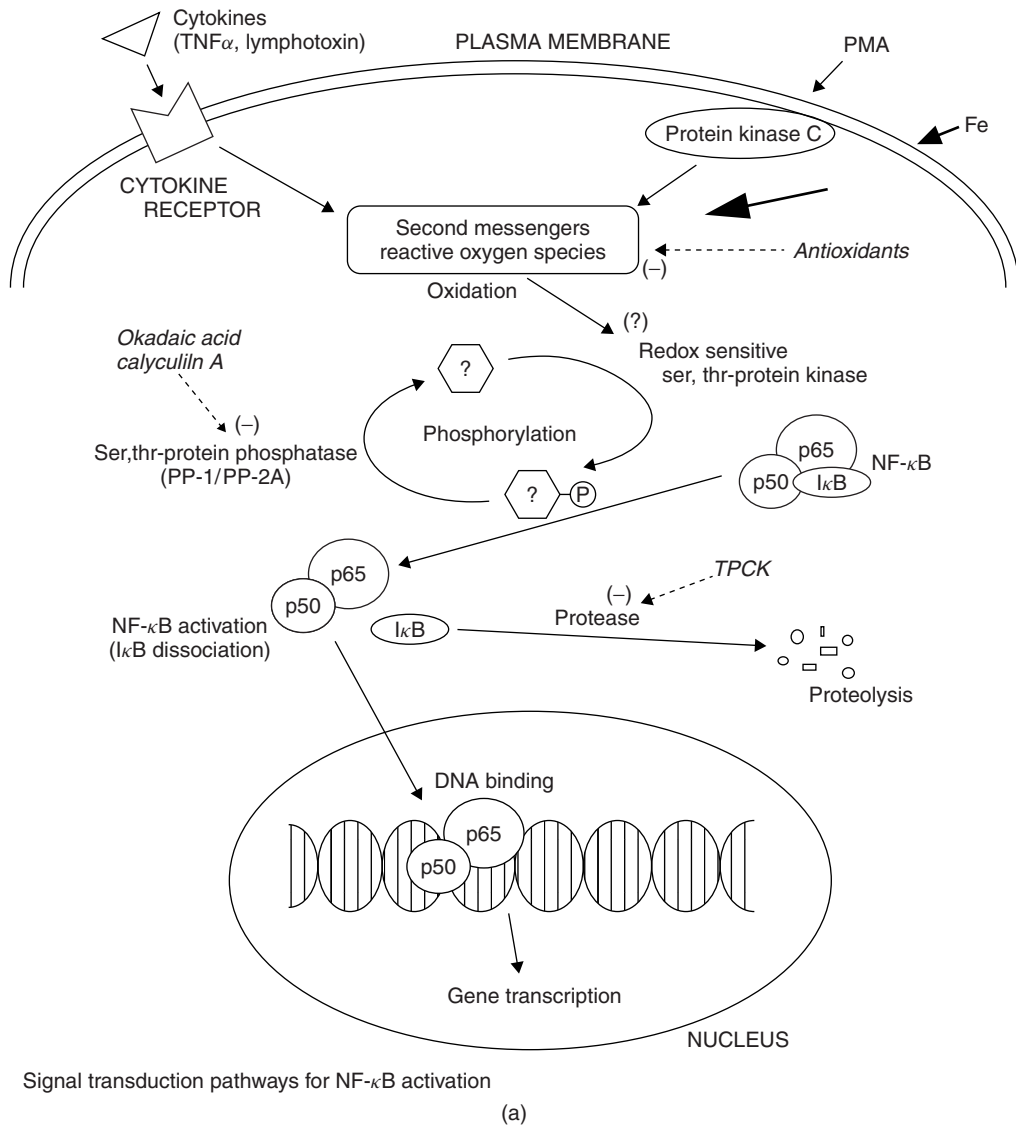 Cytokines
(TNFα, lymphotoxin)
PLASMA MEMBRANE
PMA
Fe
Protein kinase C
CYTOKINE
RECEPTOR
Second messengers
reactive oxygen species
(–)
Antioxidants
Oxidation
(?)
Redox sensitive
ser, thr-protein kinase
Okadaic acid
calyculiln A
(–)
Ser,thr-protein phosphatase
(PP-1/PP-2A)
?
Phosphorylation
?
P
p65
p50
IκB
NF-κB
p65
p50
NF-κB activation
(IκB dissociation)
IκB
TPCK
(–)
Protease
Proteolysis
DNA binding
p65
p50
Gene transcription
NUCLEUS
Signal transduction pathways for NF-κB activation
(a)